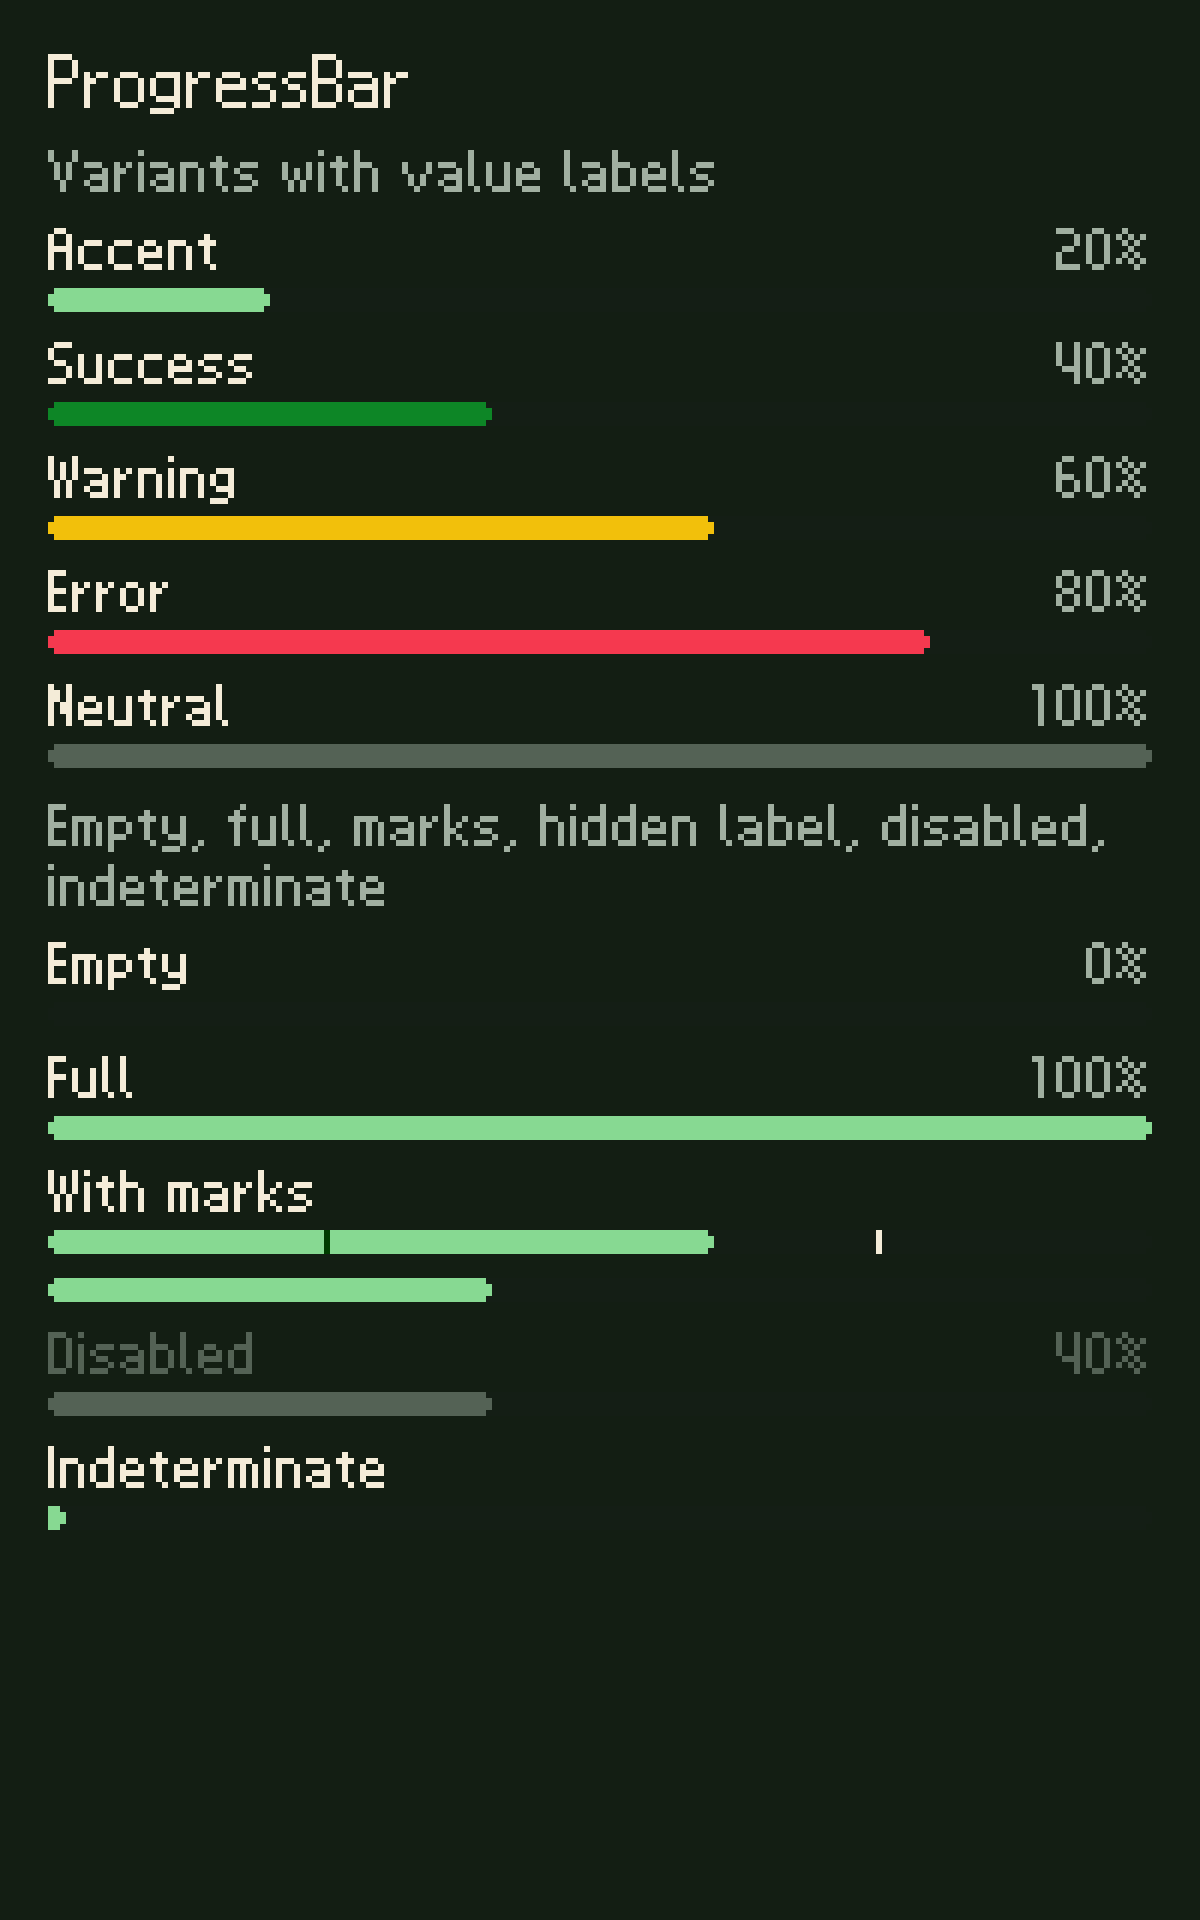 ProgressBar
Variants with value labels
Accent 20%
Success 40%
Warning 60%
Error 80%
Neutral 100%
Empty, full, marks, hidden label, disabled,
indeterminate
Empty 0%
Full 100%
With marks
Disabled 40%
Indeterminate